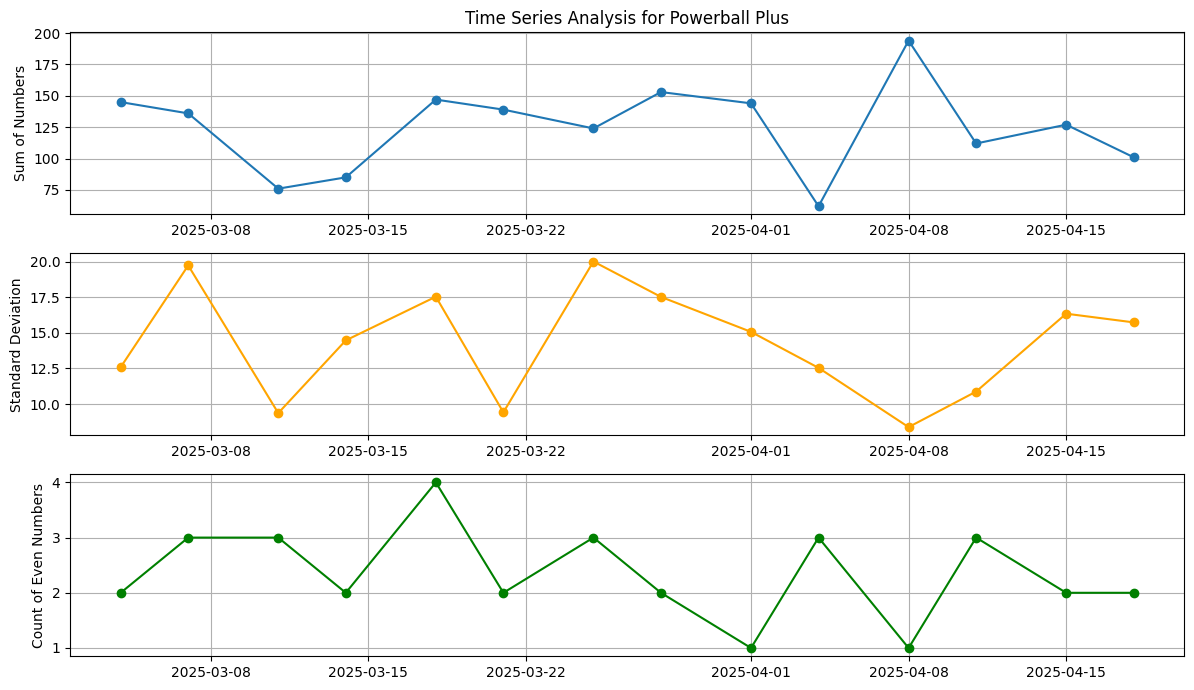 Time Series Analysis for Powerball Plus
Sum of Numbers
200
175
150
125
100
75
2025-03-08 2025-03-15 2025-03-22 2025-04-01 2025-04-08 2025-04-15
Standard Deviation
20.0
17.5
15.0
12.5
10.0
2025-03-08 2025-03-15 2025-03-22 2025-04-01 2025-04-08 2025-04-15
Count of Even Numbers
4
3
2
1
2025-03-08 2025-03-15 2025-03-22 2025-04-01 2025-04-08 2025-04-15